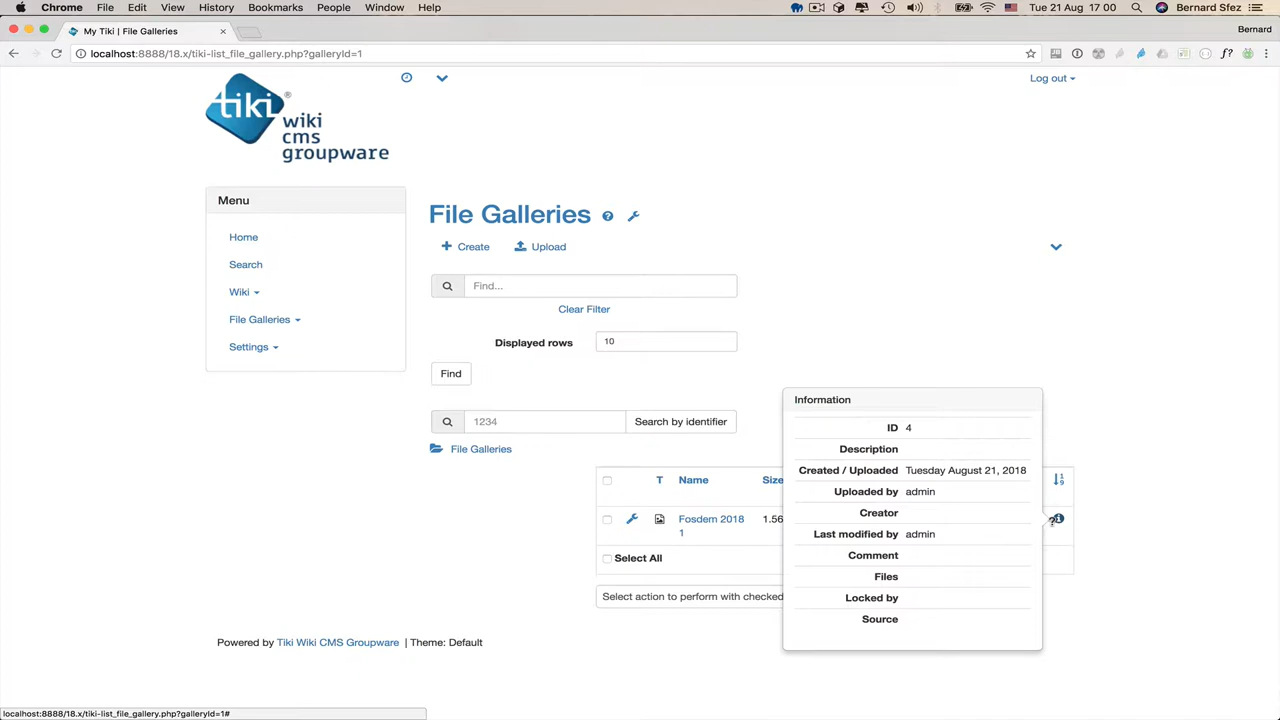 Chrome File Edit View History Bookmarks People Window Help Tue 21 Aug 17:00 Bernard Sfez
My Tiki | File Galleries × Bernard
localhost:8888/18.x/tiki-list_file_gallery.php?galleryId=1 f?
Log out
tiki ®
wiki
cms
groupware
Menu
Home
Search
Wiki
File Galleries
Settings
File Galleries
Create Upload
Find...
Clear Filter
Displayed rows 10
Find
1234 Search by identifier
File Galleries
T Name Size
Fosdem 2018 1.56
1
Select All
Select action to perform with checked
Information
ID 4
Description
Created / Uploaded Tuesday August 21, 2018
Uploaded by admin
Creator
Last modified by admin
Comment
Files
Locked by
Source
Powered by Tiki Wiki CMS Groupware | Theme: Default
localhost:8888/18.x/tiki-list_file_gallery.php?galleryId=1#